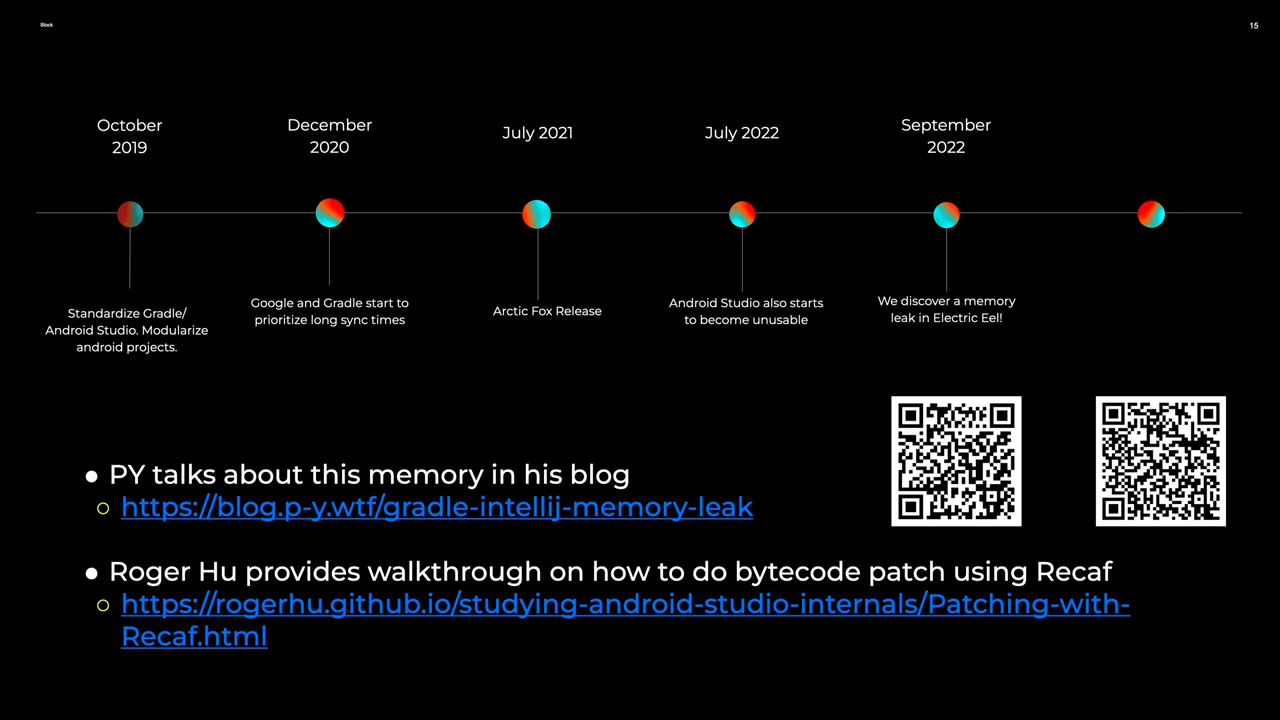 Block
15
October
2019
December
2020
July 2021
July 2022
September
2022
Standardize Gradle/
Android Studio. Modularize
android projects.
Google and Gradle start to
prioritize long sync times
Arctic Fox Release
Android Studio also starts
to become unusable
We discover a memory
leak in Electric Eel!
● PY talks about this memory in his blog
○ https://blog.p-y.wtf/gradle-intellij-memory-leak
● Roger Hu provides walkthrough on how to do bytecode patch using Recaf
○ https://rogerhu.github.io/studying-android-studio-internals/Patching-with-
Recaf.html